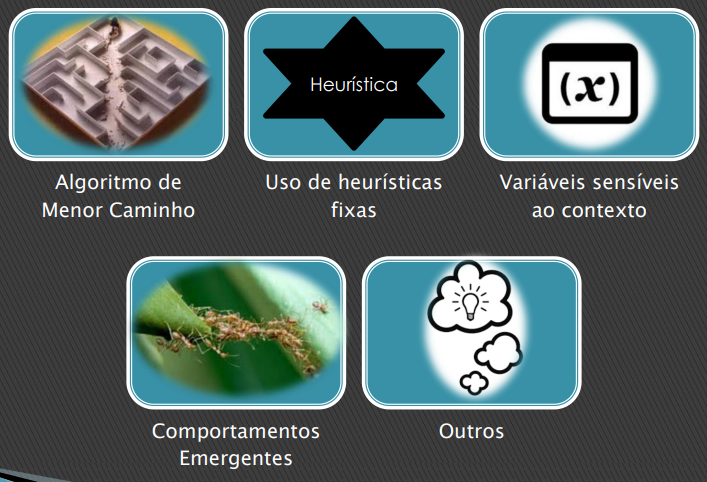 Heurística
(x)
Algoritmo de
Menor Caminho
Uso de heurísticas
fixas
Variáveis sensíveis
ao contexto
Comportamentos
Emergentes
Outros